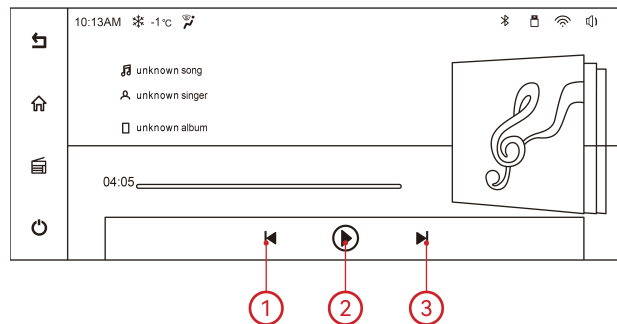 10:13AM -1℃
unknown song
unknown singer
unknown album
04:05
1 2 3